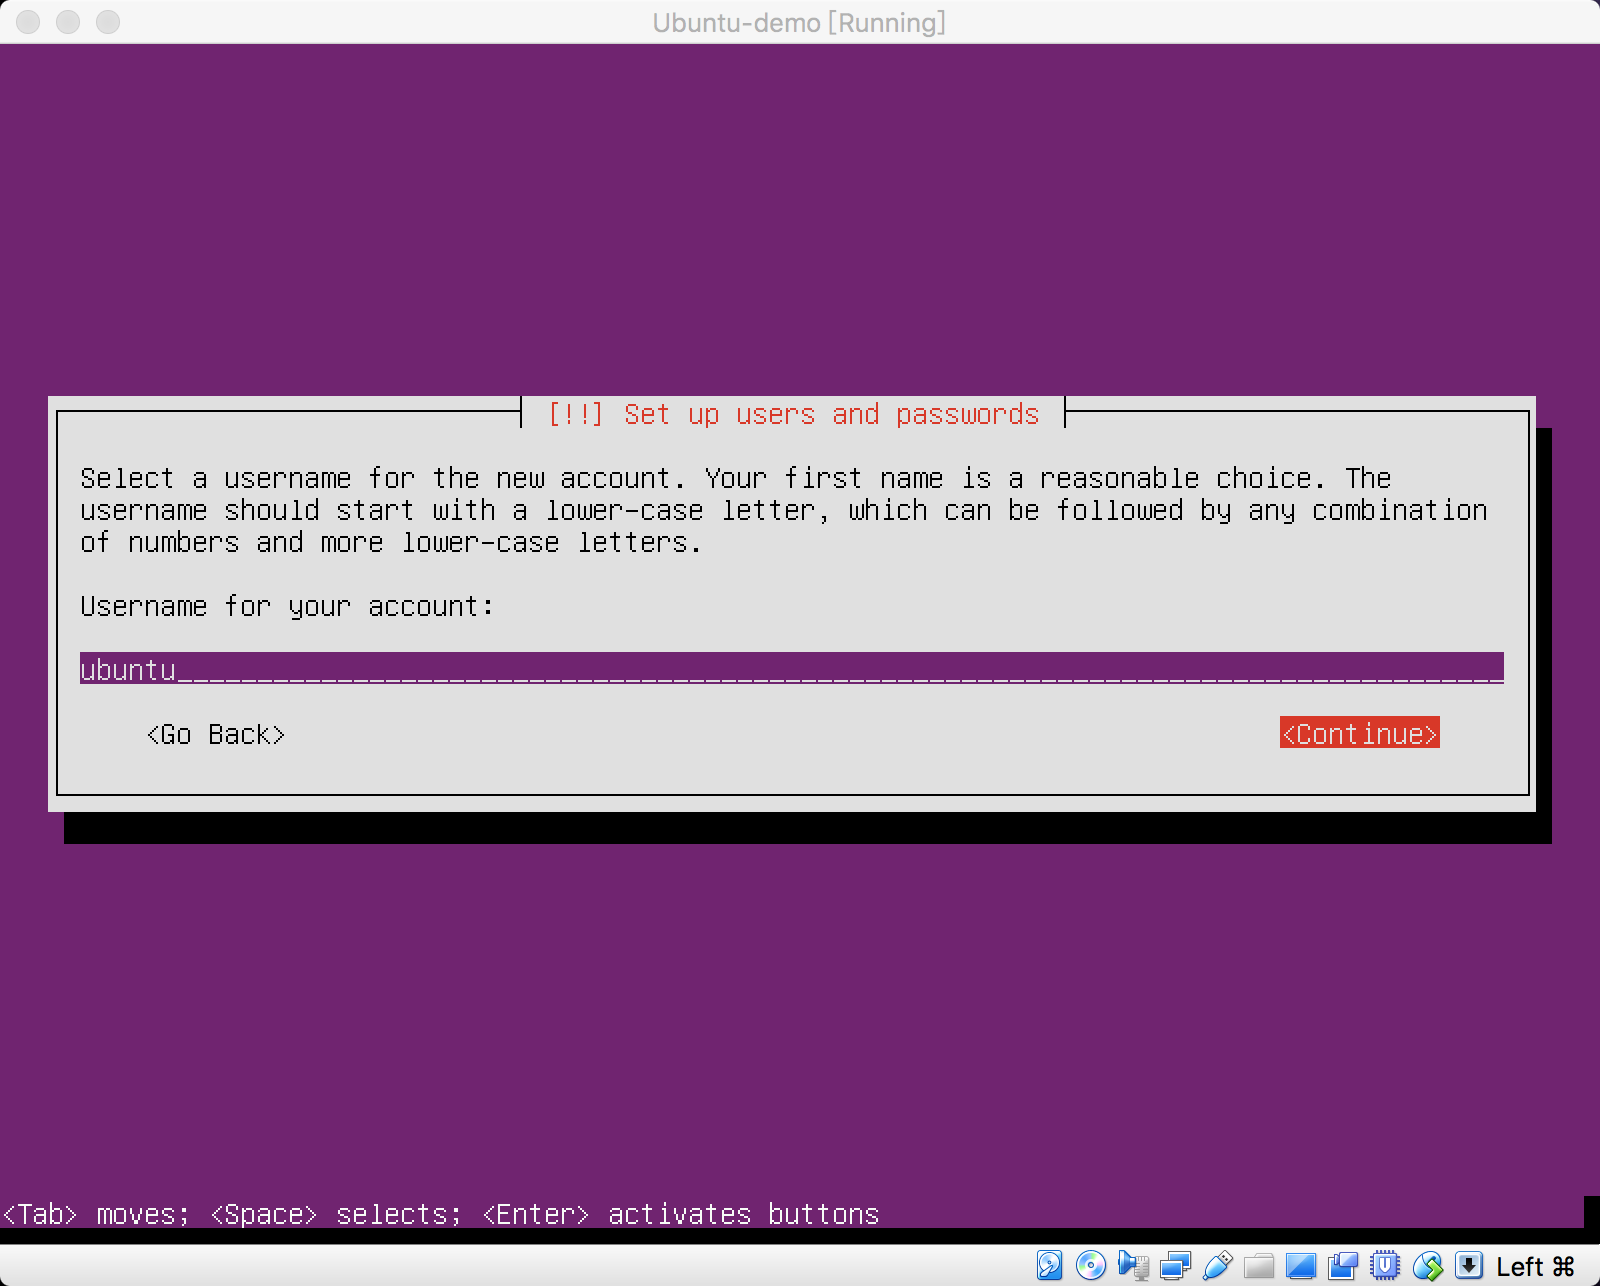 Ubuntu-demo [Running]
[!!] Set up users and passwords
Select a username for the new account. Your first name is a reasonable choice. The
username should start with a lower-case letter, which can be followed by any combination
of numbers and more lower-case letters.
Username for your account:
ubuntu
<Go Back> <Continue>
<Tab> moves; <Space> selects; <Enter> activates buttons
Left ⌘